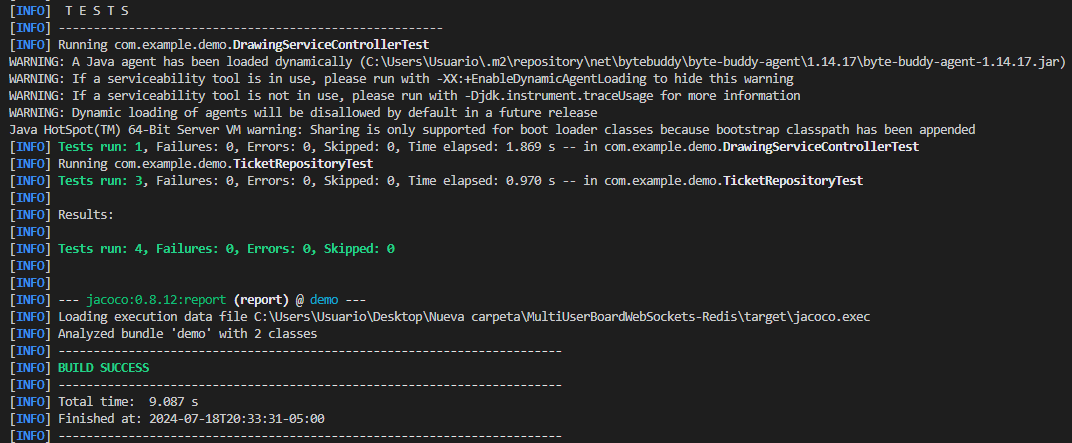 [INFO]  T E S T S
[INFO] -------------------------------------------------------
[INFO] Running com.example.demo.DrawingServiceControllerTest
WARNING: A Java agent has been loaded dynamically (C:\Users\Usuario\.m2\repository\net\bytebuddy\byte-buddy-agent\1.14.17\byte-buddy-agent-1.14.17.jar)
WARNING: If a serviceability tool is in use, please run with -XX:+EnableDynamicAgentLoading to hide this warning
WARNING: If a serviceability tool is not in use, please run with -Djdk.instrument.traceUsage for more information
WARNING: Dynamic loading of agents will be disallowed by default in a future release
Java HotSpot(TM) 64-Bit Server VM warning: Sharing is only supported for boot loader classes because bootstrap classpath has been appended
[INFO] Tests run: 1, Failures: 0, Errors: 0, Skipped: 0, Time elapsed: 1.869 s -- in com.example.demo.DrawingServiceControllerTest
[INFO] Running com.example.demo.TicketRepositoryTest
[INFO] Tests run: 3, Failures: 0, Errors: 0, Skipped: 0, Time elapsed: 0.970 s -- in com.example.demo.TicketRepositoryTest
[INFO]
[INFO] Results:
[INFO]
[INFO] Tests run: 4, Failures: 0, Errors: 0, Skipped: 0
[INFO]
[INFO]
[INFO] --- jacoco:0.8.12:report (report) @ demo ---
[INFO] Loading execution data file C:\Users\Usuario\Desktop\Nueva carpeta\MultiUserBoardWebSockets-Redis\target\jacoco.exec
[INFO] Analyzed bundle 'demo' with 2 classes
[INFO] ------------------------------------------------------------------------
[INFO] BUILD SUCCESS
[INFO] ------------------------------------------------------------------------
[INFO] Total time:  9.087 s
[INFO] Finished at: 2024-07-18T20:33:31-05:00
[INFO] ------------------------------------------------------------------------